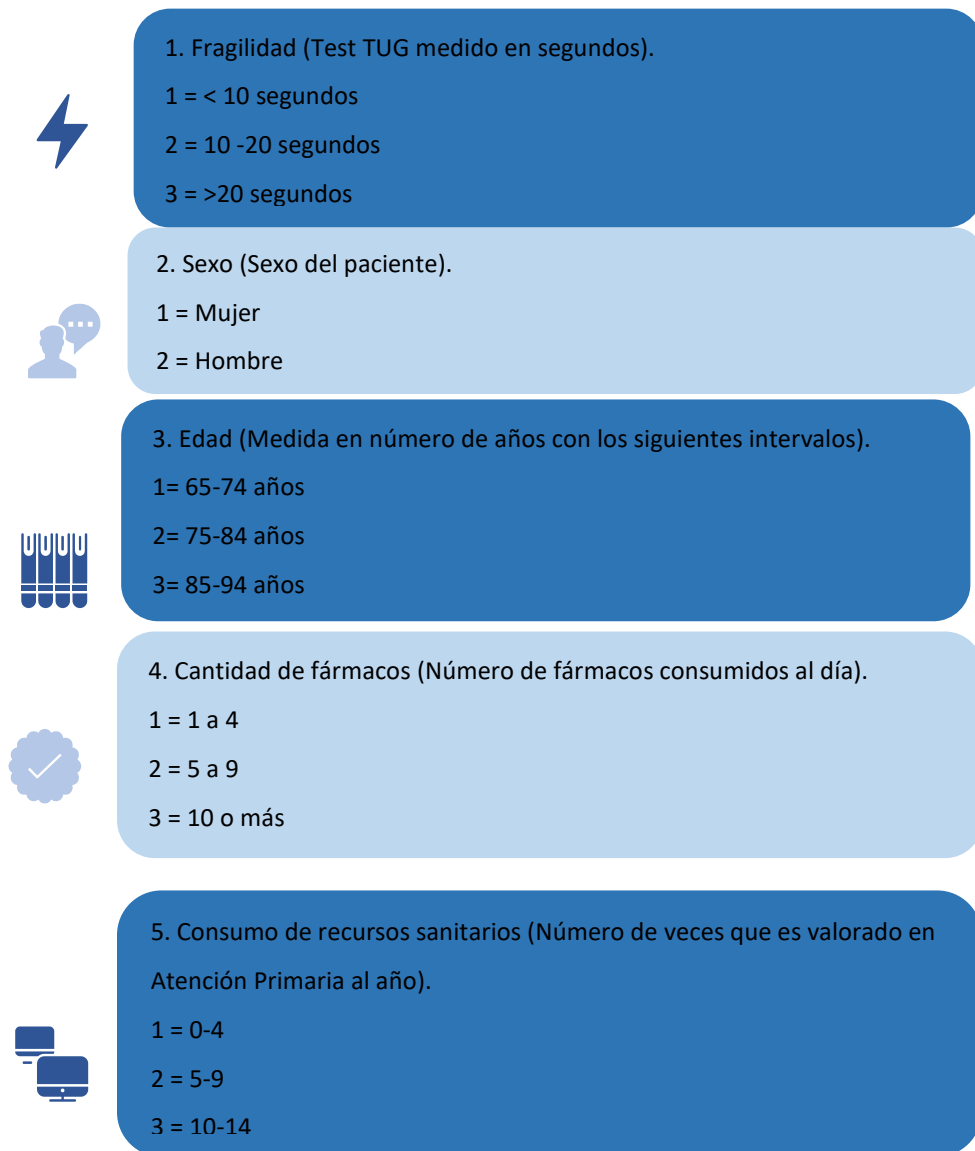 1. Fragilidad (Test TUG medido en segundos).
1 = < 10 segundos
2 = 10 -20 segundos
3 = >20 segundos
2. Sexo (Sexo del paciente).
1 = Mujer
2 = Hombre
3. Edad (Medida en número de años con los siguientes intervalos).
1= 65-74 años
2= 75-84 años
3= 85-94 años
4. Cantidad de fármacos (Número de fármacos consumidos al día).
1 = 1 a 4
2 = 5 a 9
3 = 10 o más
5. Consumo de recursos sanitarios (Número de veces que es valorado en
Atención Primaria al año).
1 = 0-4
2 = 5-9
3 = 10-14